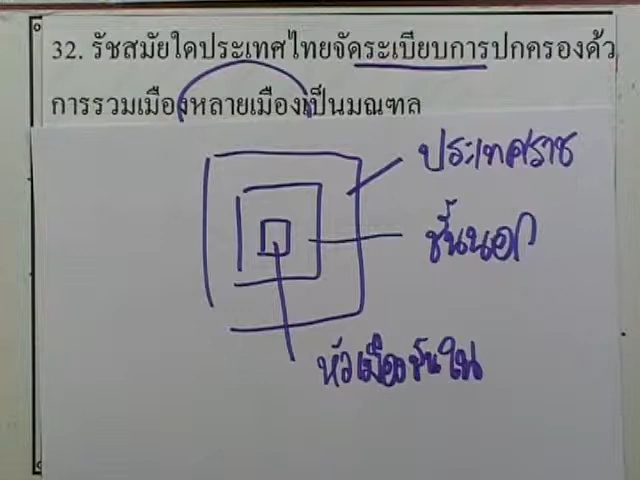 32. รัชสมัยใดประเทศไทยจัดระเบียบการปกครองด้ว
การรวมเมืองหลายเมืองเป็นมณฑล
ประเทศราช
ชั้นนอก
หัวเมืองชั้นใน